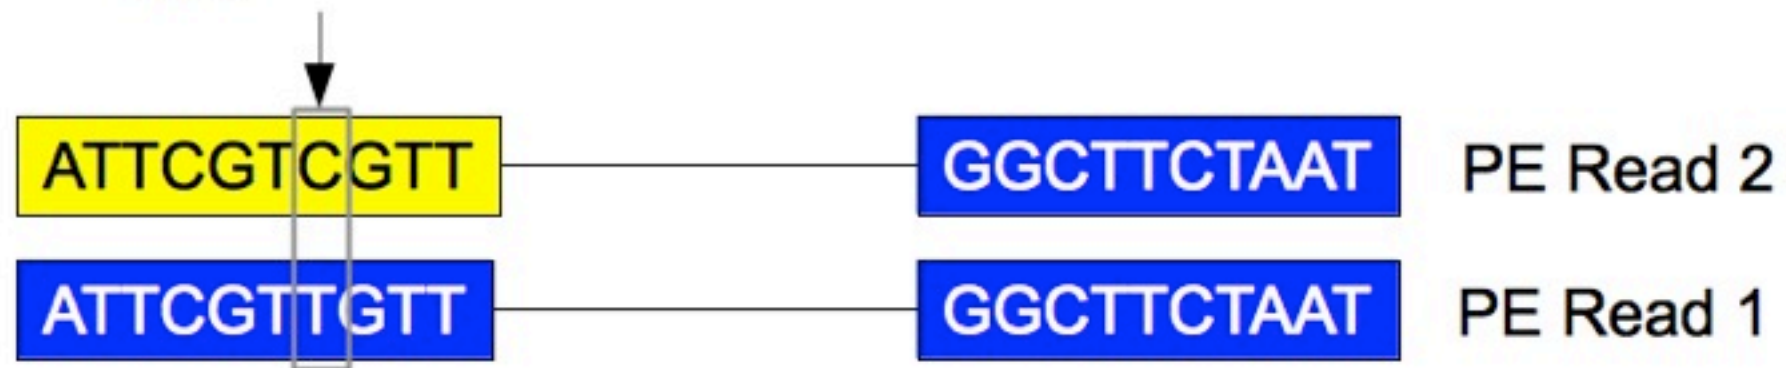 ATTCGTCGTT GGCTTCTAAT PE Read 2
ATTCGTTGTT GGCTTCTAAT PE Read 1